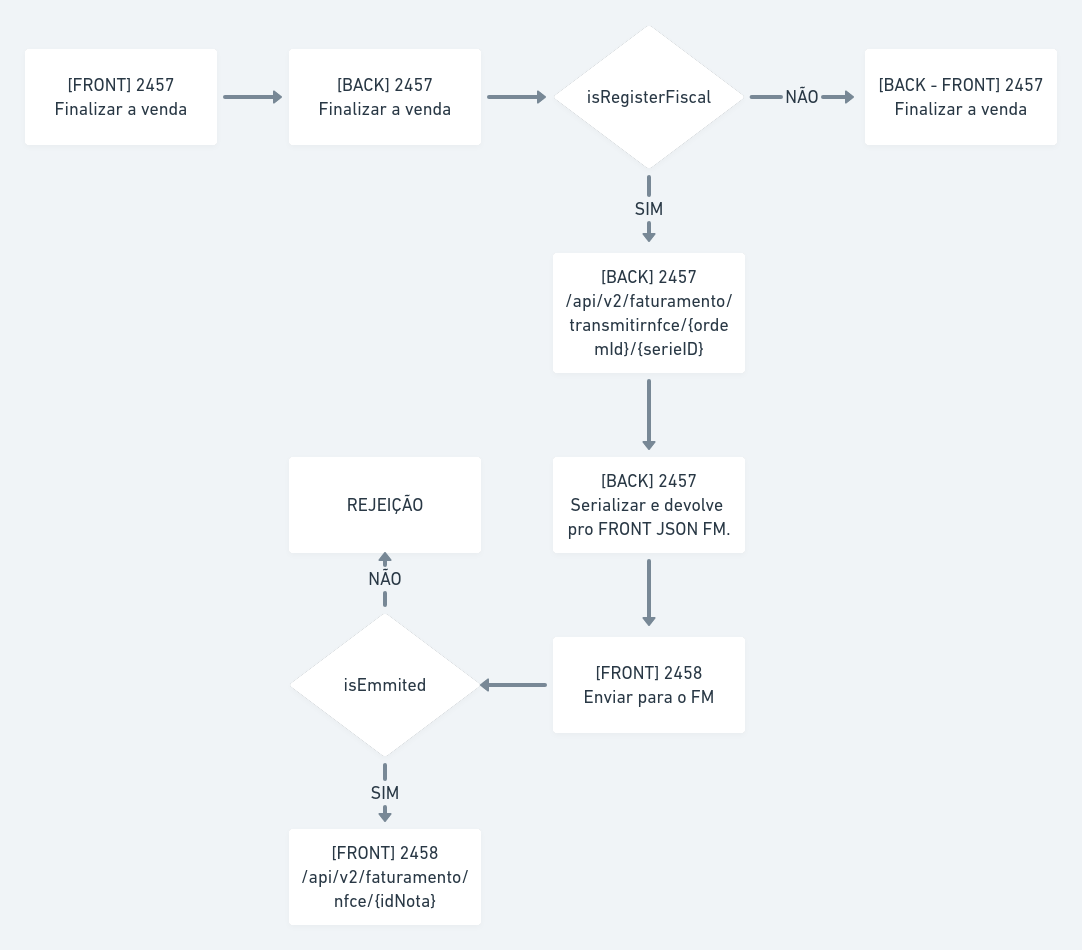 [FRONT] 2457
Finalizar a venda
[BACK] 2457
Finalizar a venda
isRegisterFiscal
NÃO
[BACK - FRONT] 2457
Finalizar a venda
SIM
[BACK] 2457
/api/v2/faturamento/
transmitirnfce/{orde
mId}/{serieID}
[BACK] 2457
Serializar e devolve
pro FRONT JSON FM.
[FRONT] 2458
Enviar para o FM
isEmmited
NÃO
REJEIÇÃO
SIM
[FRONT] 2458
/api/v2/faturamento/
nfce/{idNota}